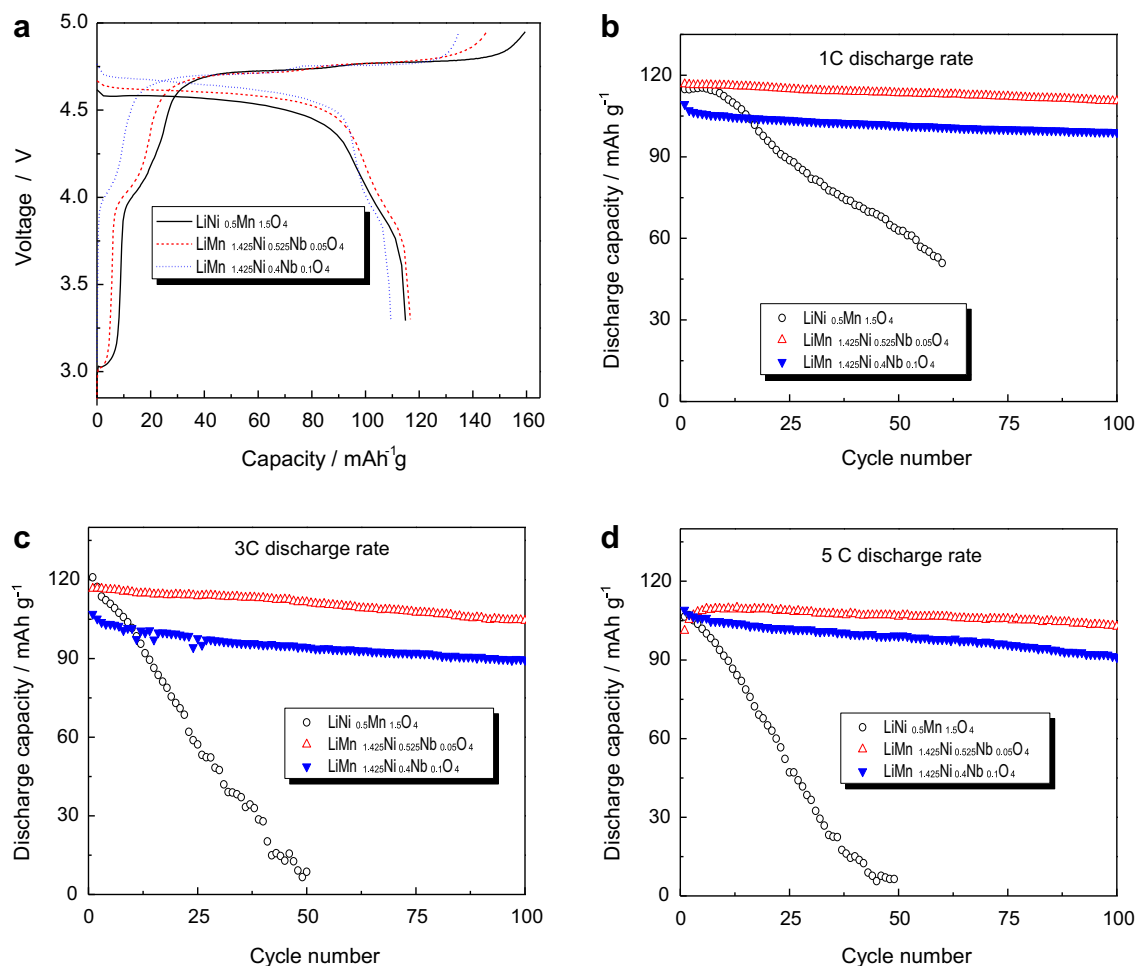 a
5.0
4.5
4.0
3.5
3.0
Voltage / V
LiNi 0.5Mn 1.5O4
LiMn 1.425Ni 0.525Nb 0.05O4
LiMn 1.425Ni 0.4Nb 0.1O4
0 20 40 60 80 100 120 140 160
Capacity / mAh-1g
b
1C discharge rate
120
90
60
30
0
Discharge capacity / mAh g-1
LiNi 0.5Mn 1.5O4
LiMn 1.425Ni 0.525Nb 0.05O4
LiMn 1.425Ni 0.4Nb 0.1O4
0 25 50 75 100
Cycle number
c
3C discharge rate
120
90
60
30
0
Discharge capacity / mAh g-1
LiNi 0.5Mn 1.5O4
LiMn 1.425Ni 0.525Nb 0.05O4
LiMn 1.425Ni 0.4Nb 0.1O4
0 25 50 75 100
Cycle number
d
5 C discharge rate
120
90
60
30
0
Discharge capacity / mAh g-1
LiNi 0.5Mn 1.5O4
LiMn 1.425Ni 0.525Nb 0.05O4
LiMn 1.425Ni 0.4Nb 0.1O4
0 25 50 75 100
Cycle number